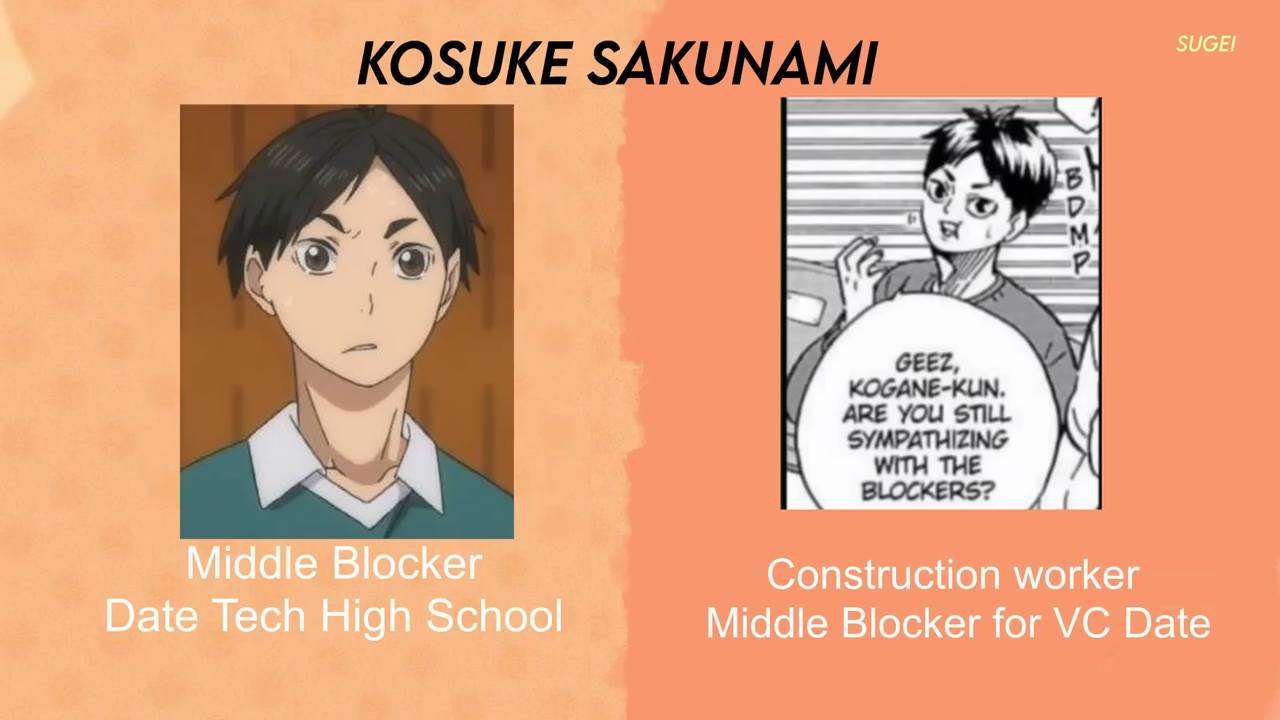 KOSUKE SAKUNAMI
SUGEI
BDMP
GEEZ,
KOGANE-KUN.
ARE YOU STILL
SYMPATHIZING
WITH THE
BLOCKERS?
Middle Blocker
Date Tech High School
Construction worker
Middle Blocker for VC Date